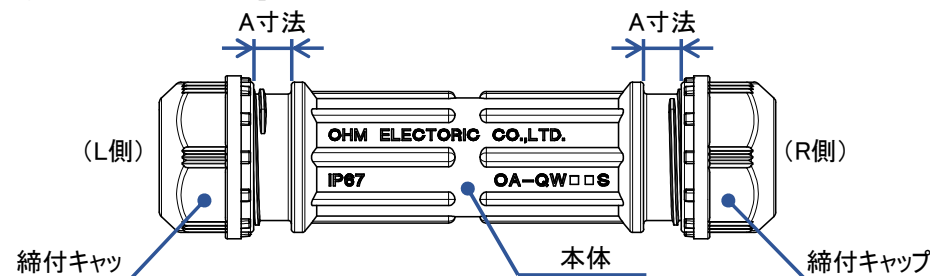 A寸法 A寸法
(L側) OHM ELECTORIC CO.,LTD. (R側)
IP67 OA-QW□□S
締付キャッ 本体 締付キャップ